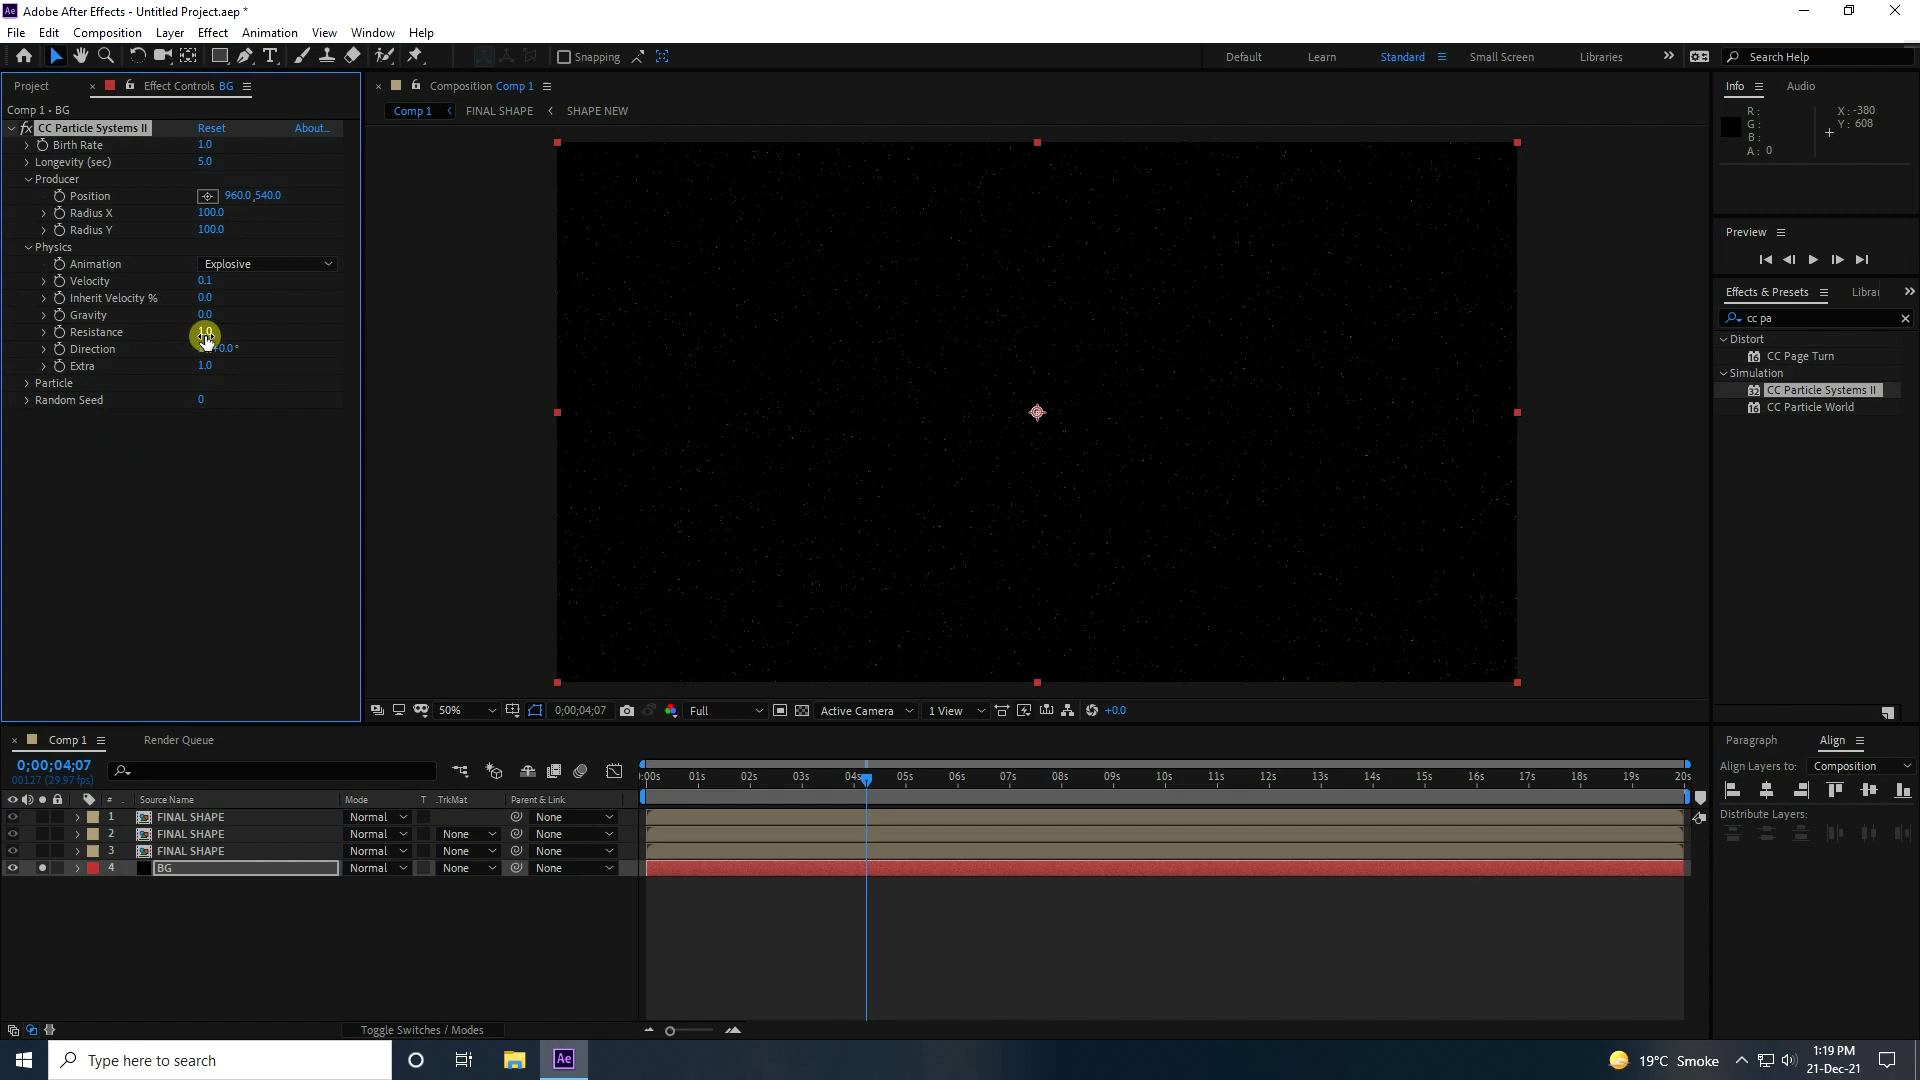 Adobe After Effects - Untitled Project.aep *
File Edit Composition Layer Effect Animation View Window Help
Snapping Default Learn Standard Small Screen Libraries Search Help
Project Effect Controls BG
Comp 1 • BG
CC Particle Systems II Reset About...
Birth Rate 1.0
Longevity (sec) 5.0
Producer
Position 960.0,540.0
Radius X 100.0
Radius Y 100.0
Physics
Animation Explosive
Velocity 0.1
Inherit Velocity % 0.0
Gravity 0.0
Resistance 1.0
Direction +0.0°
Extra 1.0
Particle
Random Seed 0
Composition Comp 1
Comp 1 FINAL SHAPE SHAPE NEW
50% 0;00;04;07 Full Active Camera 1 View +0.0
Info Audio
R: X: -380
G: Y: 608
B:
A: 0
Preview
Effects & Presets Librar
cc pa
Distort
CC Page Turn
Simulation
CC Particle Systems II
CC Particle World
Comp 1 Render Queue
0;00;04;07
00127 (29.97 fps)
# Source Name Mode T .TrkMat Parent & Link
1 FINAL SHAPE Normal None
2 FINAL SHAPE Normal None None
3 FINAL SHAPE Normal None None
4 BG Normal None None
:00s 01s 02s 03s 04s 05s 06s 07s 08s 09s 10s 11s 12s 13s 14s 15s 16s 17s 18s 19s 20s
Toggle Switches / Modes
Paragraph Align
Align Layers to: Composition
Distribute Layers:
Type here to search
Ae
19°C Smoke
1:19 PM
21-Dec-21